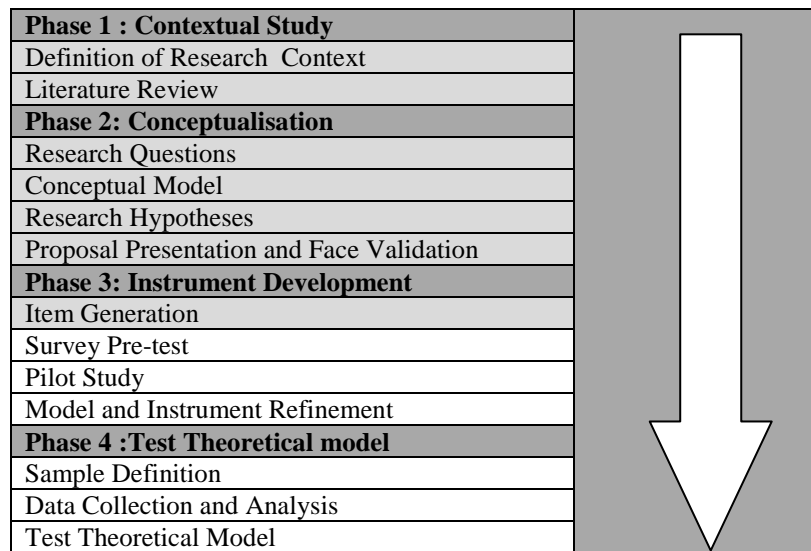 Phase 1 : Contextual Study
Definition of Research  Context
Literature Review
Phase 2: Conceptualisation
Research Questions
Conceptual Model
Research Hypotheses
Proposal Presentation and Face Validation
Phase 3: Instrument Development
Item Generation
Survey Pre-test
Pilot Study
Model and Instrument Refinement
Phase 4 :Test Theoretical model
Sample Definition
Data Collection and Analysis
Test Theoretical Model